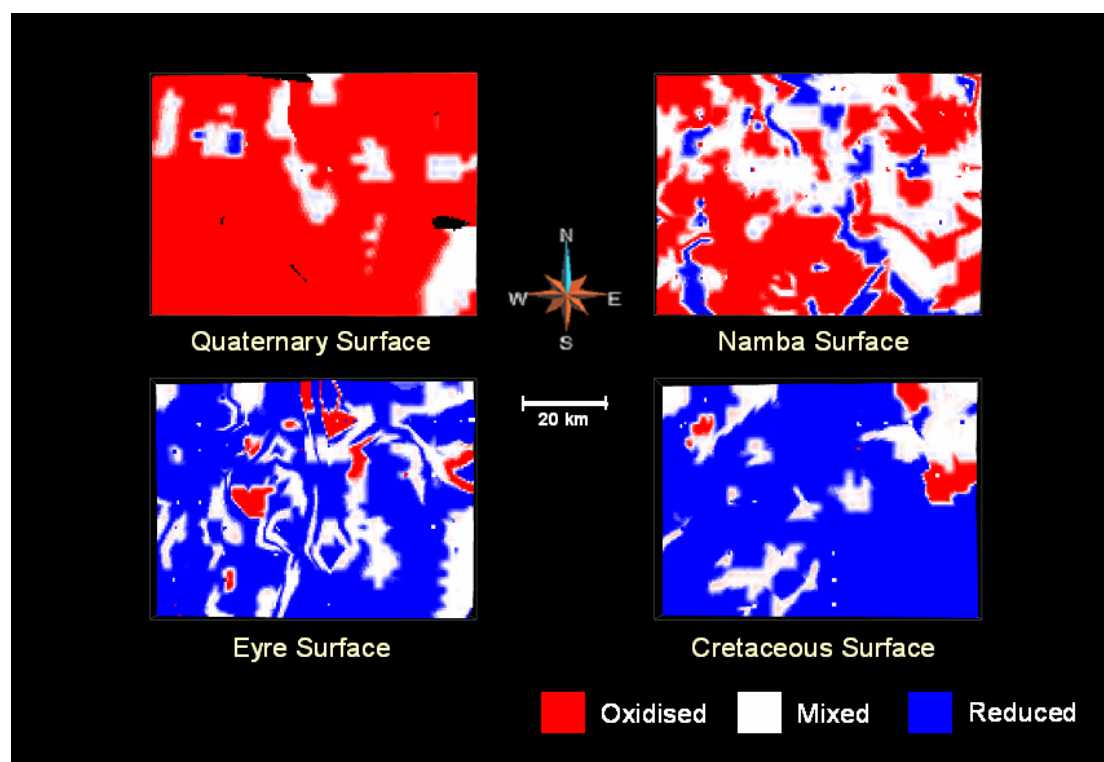 N
W E
S
Quaternary Surface
Namba Surface
20 km
Eyre Surface
Cretaceous Surface
Oxidised
Mixed
Reduced